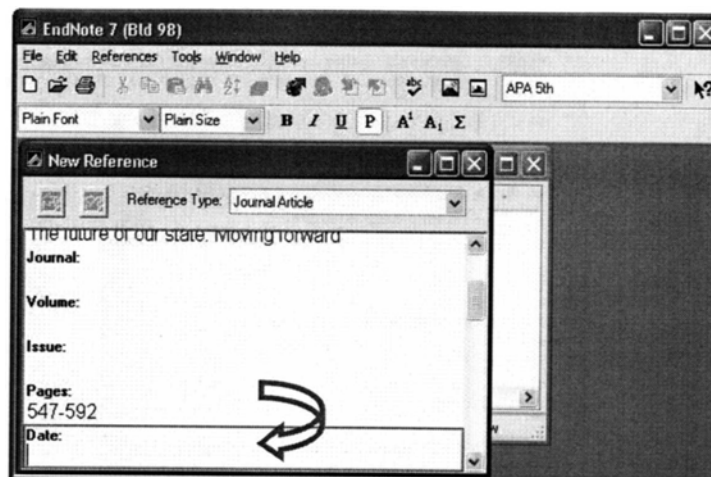 EndNote 7 (Bld 98)
File Edit References Tools Window Help
abc APA 5th
Plain Font Plain Size B I U P A¹ A₁ Σ
New Reference
Reference Type: Journal Article
The future of our state: Moving forward
Journal:
Volume:
Issue:
Pages:
547-592
Date: